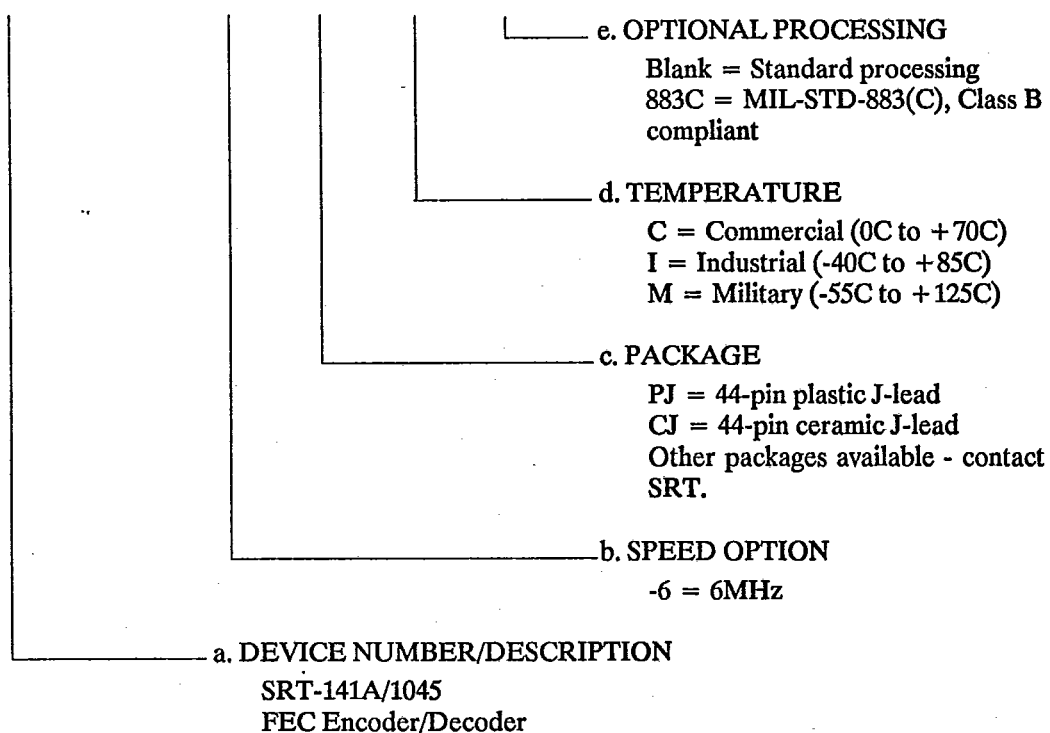 e. OPTIONAL PROCESSING
Blank = Standard processing
883C = MIL-STD-883(C), Class B
compliant
d. TEMPERATURE
C = Commercial (0C to +70C)
I = Industrial (-40C to +85C)
M = Military (-55C to +125C)
c. PACKAGE
PJ = 44-pin plastic J-lead
CJ = 44-pin ceramic J-lead
Other packages available - contact
SRT.
b. SPEED OPTION
-6 = 6MHz
a. DEVICE NUMBER/DESCRIPTION
SRT-141A/1045
FEC Encoder/Decoder